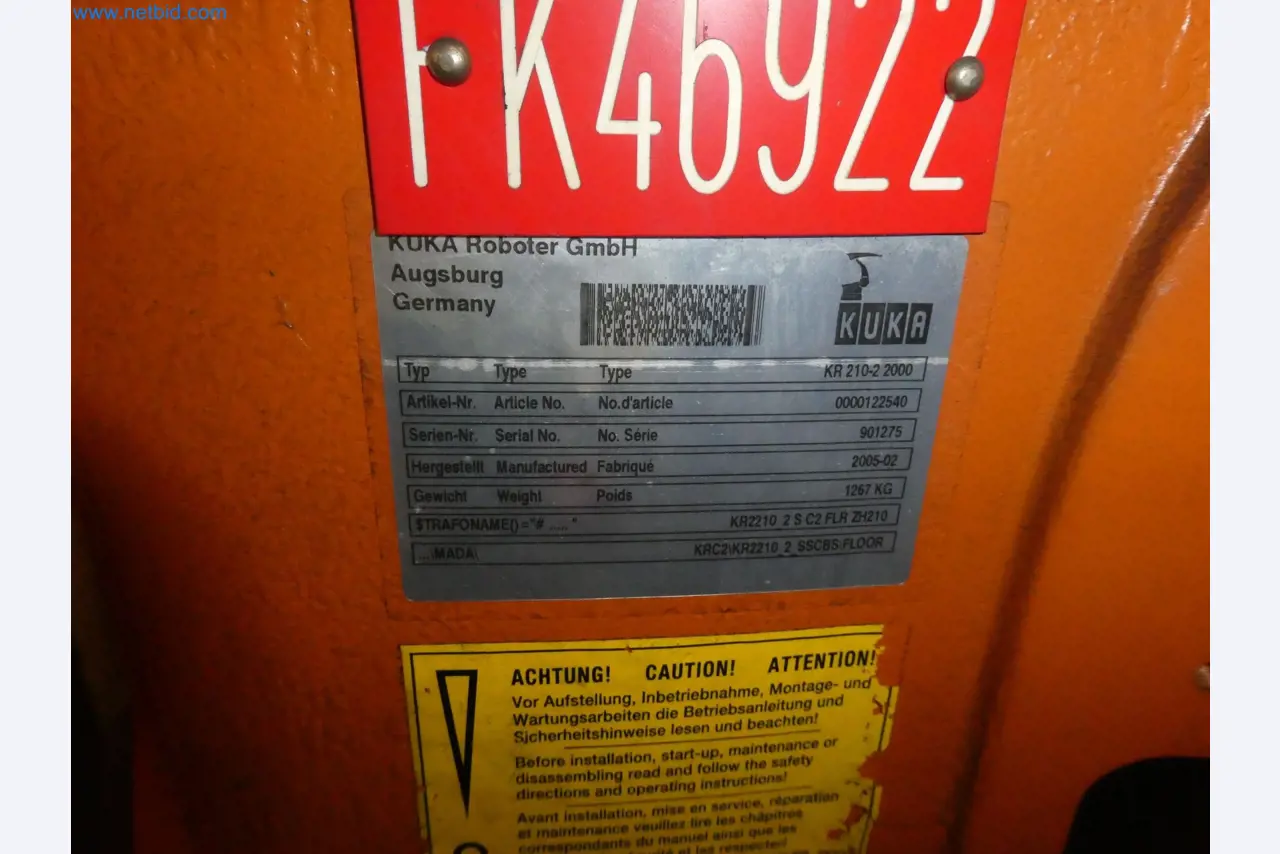 www.netbid.com
FK46922
KUKA Roboter GmbH
Augsburg
Germany
KUKA
Typ Type Type KR 210-2 2000
Artikel-Nr. Article No. No.d'article 0000122540
Serien-Nr. Serial No. No. Série 901275
Hergestellt Manufactured Fabriqué 2005-02
Gewicht Weight Poids 1267 KG
$TRAFONAME()="#....." KR2210_2 S C2 FLR ZH210
...\MADA\ KRC2\KR2210_2_SSCBS\FLOOR
ACHTUNG! CAUTION! ATTENTION!
Vor Aufstellung, Inbetriebnahme, Montage- und
Wartungsarbeiten die Betriebsanleitung und
Sicherheitshinweise lesen und beachten!
Before installation, start-up, maintenance or
disassembling read and follow the safety
directions and operating instructions!
Avant installation, mise en service, réparation
et maintenance veuillez lire les chapitres
correspondants du manuel ainsi que les
et les respecter!